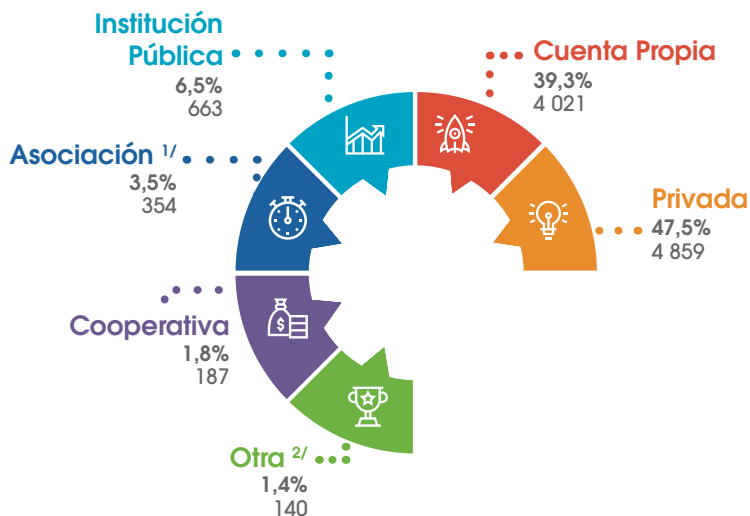 Institución
Pública
6,5%
663
Cuenta Propia
39,3%
4 021
Asociación 1/
3,5%
354
Privada
47,5%
4 859
$
Cooperativa
1,8%
187
Otra 2/
1,4%
140